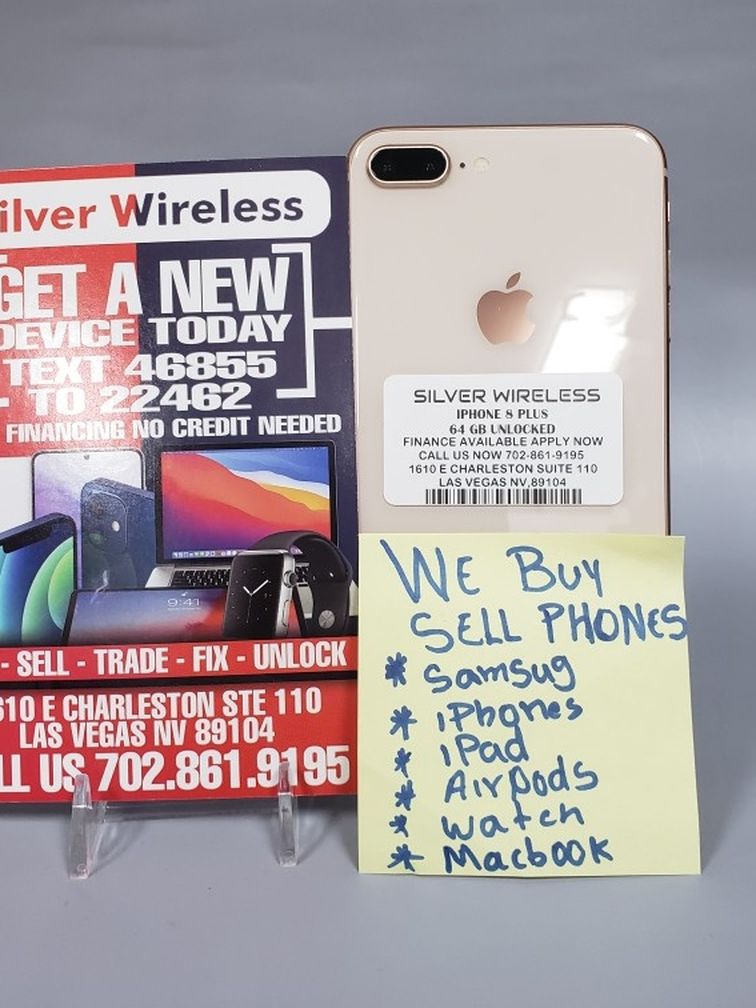 ilver Wireless
GET A NEW
DEVICE TODAY
TEXT 46855
TO 22462
FINANCING NO CREDIT NEEDED
9:41
- SELL - TRADE - FIX - UNLOCK
610 E CHARLESTON STE 110
LAS VEGAS NV 89104
LL US 702.861.9195
SILVER WIRELESS
IPHONE 8 PLUS
64 GB UNLOCKED
FINANCE AVAILABLE APPLY NOW
CALL US NOW 702-861-9195
1610 E CHARLESTON SUITE 110
LAS VEGAS NV,89104
WE BUY
SELL PHONES
* Samsug
* iPhones
* iPad
* AirPods
* Watch
* Macbook